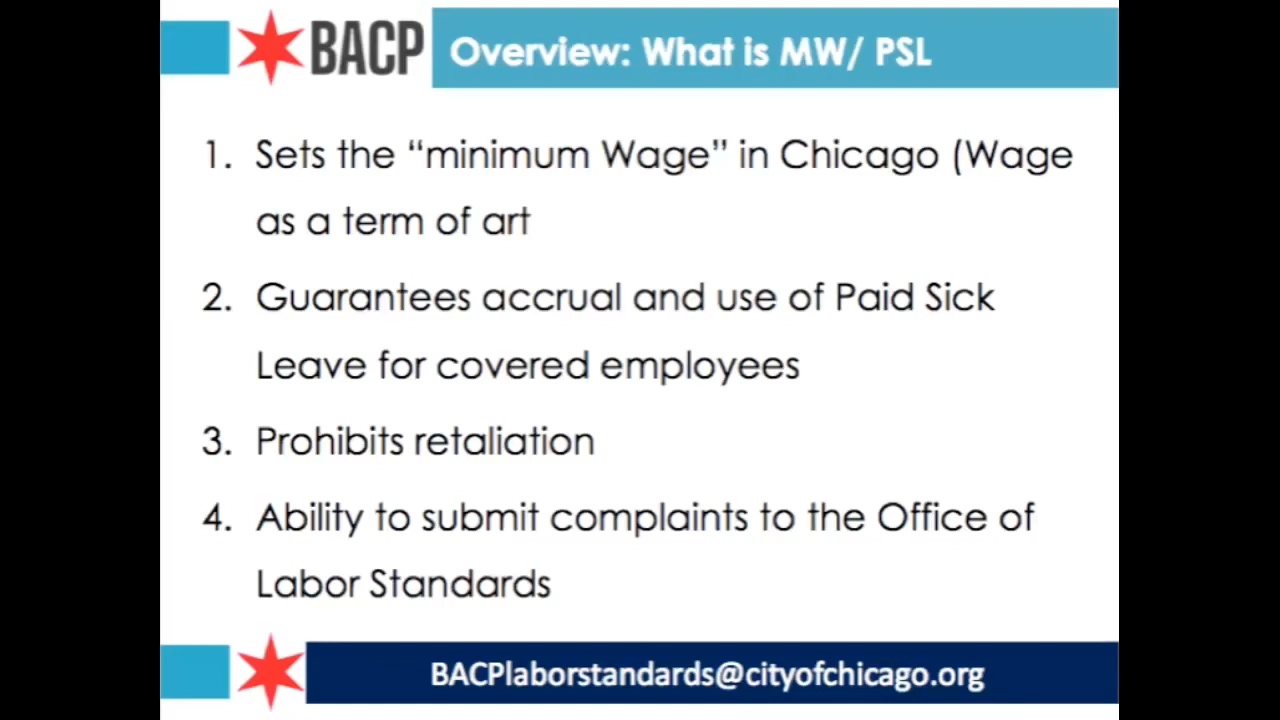 BACP
Overview: What is MW/ PSL
1. Sets the “minimum Wage” in Chicago (Wage
as a term of art
2. Guarantees accrual and use of Paid Sick
Leave for covered employees
3. Prohibits retaliation
4. Ability to submit complaints to the Office of
Labor Standards
BACPlaborstandards@cityofchicago.org